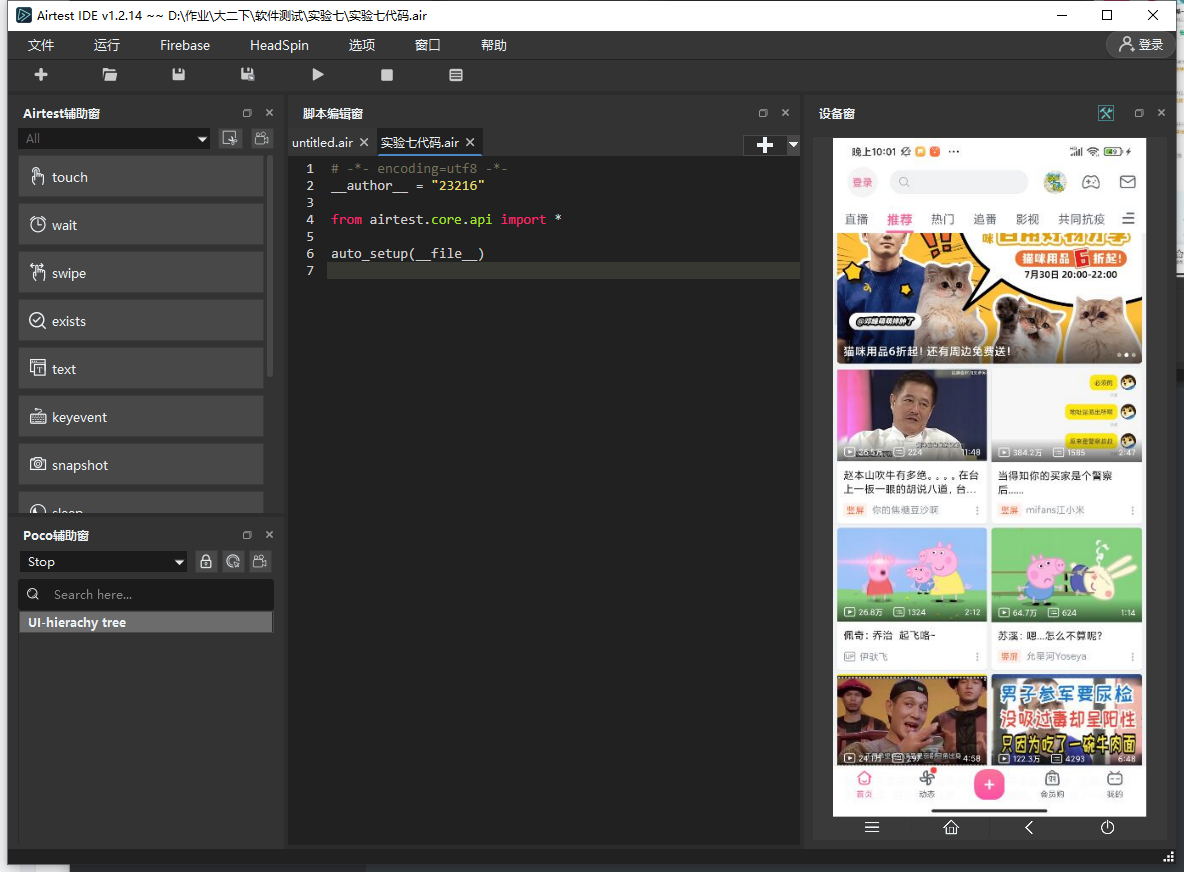 Airtest IDE v1.2.14 ~~ D:\作业\大二下\软件测试\实验七\实验七代码.air
文件 运行 Firebase HeadSpin 选项 窗口 帮助 登录
Airtest辅助窗
All
touch
wait
swipe
exists
text
keyevent
snapshot
sleep
Poco辅助窗
Stop
Search here...
UI-hierachy tree
脚本编辑窗
untitled.air 实验七代码.air
1 # -*- encoding=utf8 -*-
2 __author__ = "23216"
3
4 from airtest.core.api import *
5
6 auto_setup(__file__)
7
设备窗
晚上10:01
登录
直播 推荐 热门 追番 影视 共同抗疫
猫咪用品6折起!
7月30日 20:00-22:00
猫咪用品6折起! 还有周边免费送!
必须的
26.5万 224 11:48
384.2万 1585 2:47
赵本山吹牛有多绝。。。。在台
上一板一眼的胡说八道, 台...
竖屏 你的焦糖豆沙啊
当得知你的买家是个警察
后......
竖屏 mifans江小米
26.8万 1324 2:12
64.7万 624 1:14
佩奇: 乔治 起飞咯~
UP 伊驮飞
苏溪: 嗯...怎么不算呢?
竖屏 允星河Yoseya
男子参军要尿检
没吸过毒却呈阳性
只因为吃了一碗牛肉面
24.1万 297 4:58
122.3万 4293 6:48
首页 动态 会员购 我的